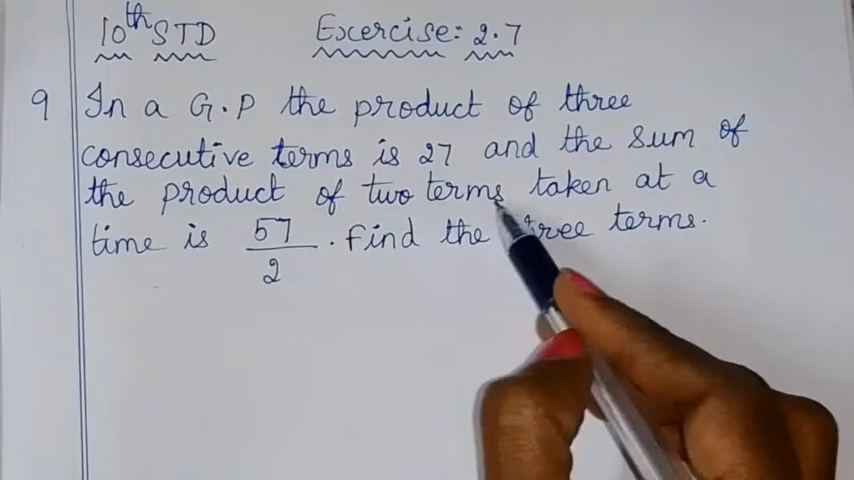 10th STD Exercise: 2.7
9 In a G.P the product of three
consecutive terms is 27 and the sum of
the product of two terms taken at a
time is 57/2. Find the three terms.